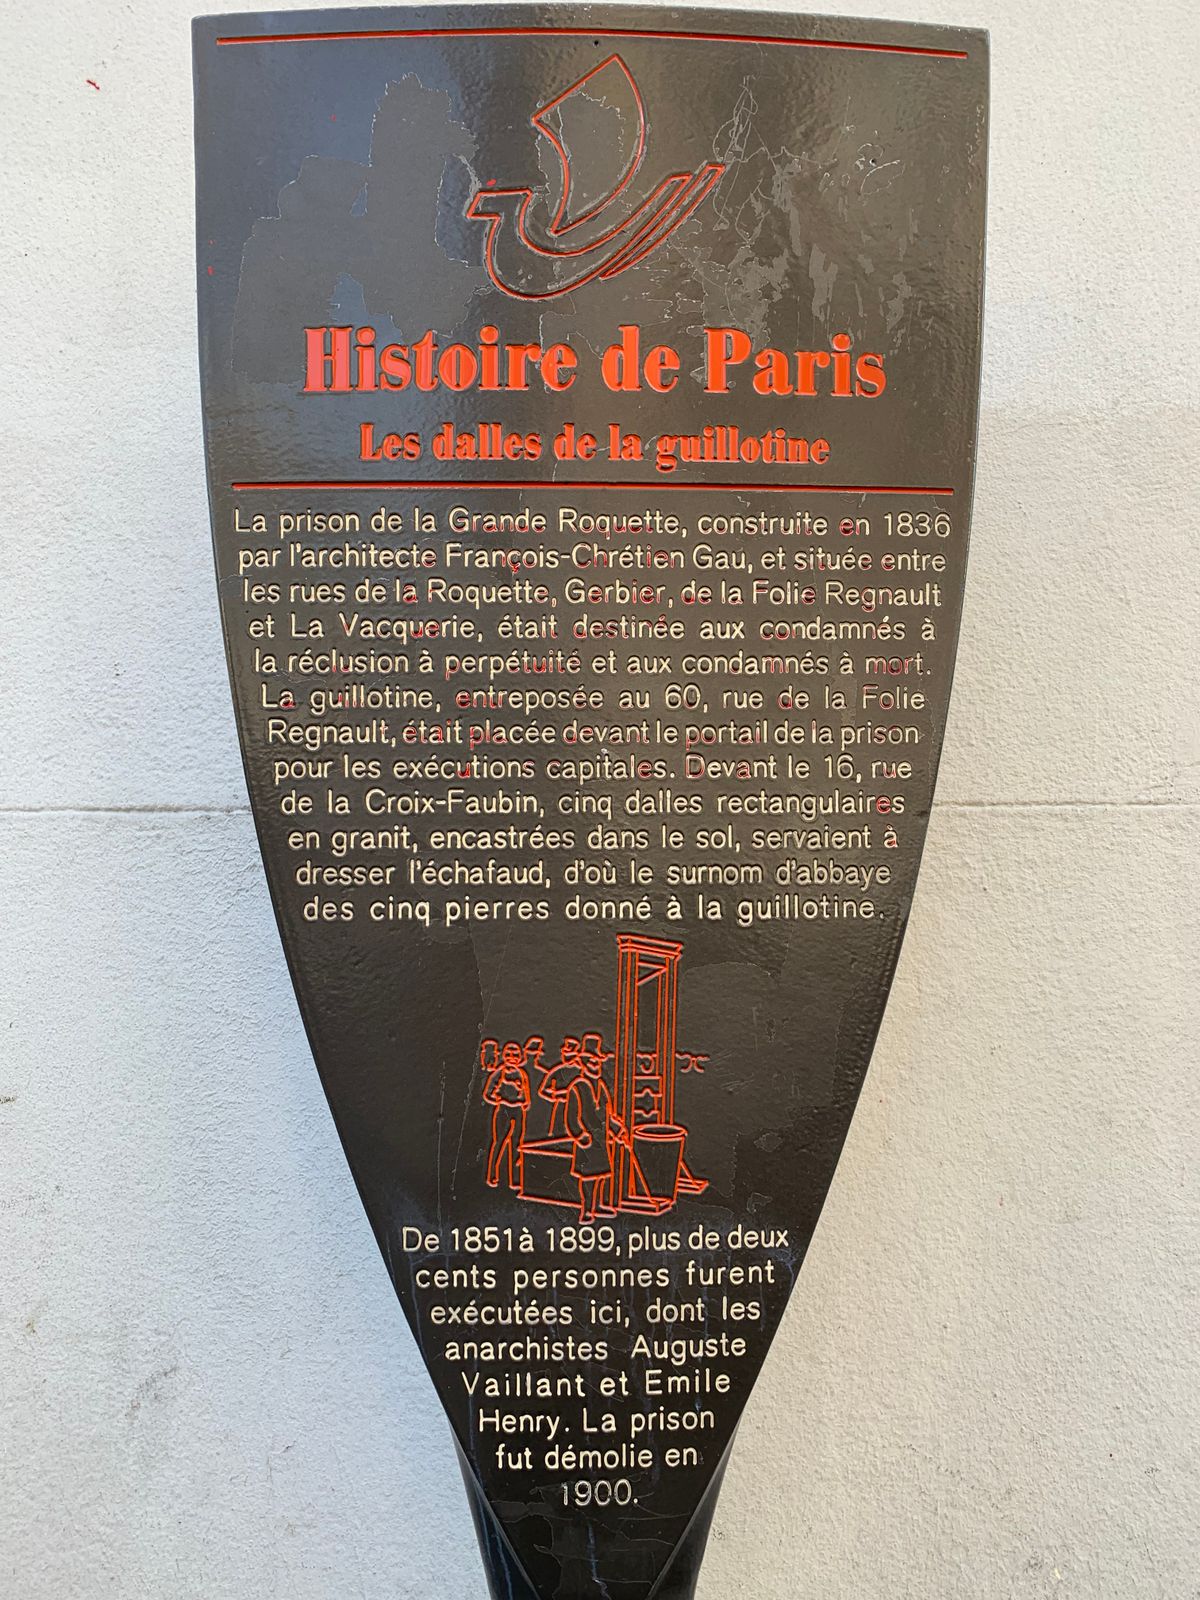 Histoire de Paris
Les dalles de la guillotine
La prison de la Grande Roquette, construite en 1836
par l'architecte François-Chrétien Gau, et située entre
les rues de la Roquette, Gerbier, de la Folie Regnault
et La Vacquerie, était destinée aux condamnés à
la réclusion à perpétuité et aux condamnés à mort.
La guillotine, entreposée au 60, rue de la Folie
Regnault, était placée devant le portail de la prison
pour les exécutions capitales. Devant le 16, rue
de la Croix-Faubin, cinq dalles rectangulaires
en granit, encastrées dans le sol, servaient à
dresser l'échafaud, d'où le surnom d'abbaye
des cinq pierres donné à la guillotine.
De 1851 à 1899, plus de deux
cents personnes furent
exécutées ici, dont les
anarchistes Auguste
Vaillant et Emile
Henry. La prison
fut démolie en
1900.